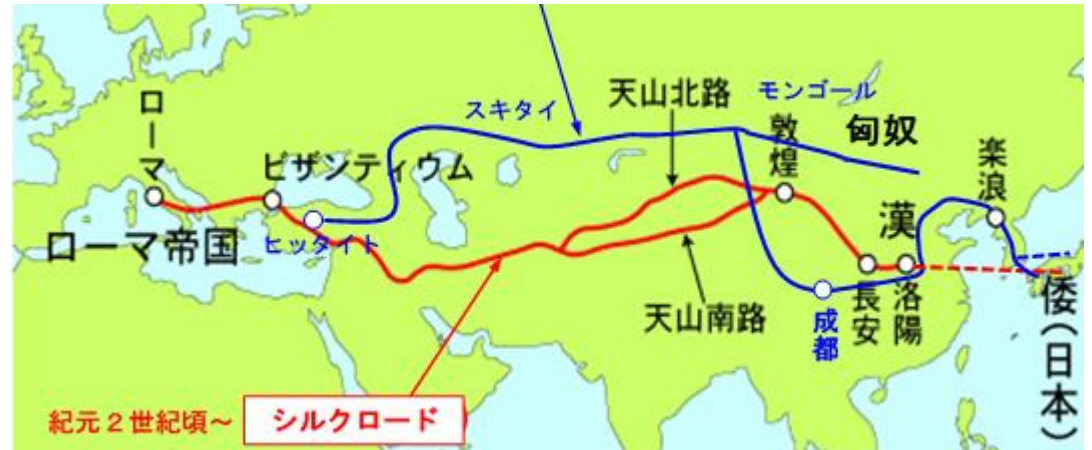 ローマ
ビザンティウム
スキタイ
天山北路
モンゴール
敦煌
匈奴
楽浪
漢
ローマ帝国
ヒッタイト
天山南路
成都
長安
洛陽
倭(日本)
紀元2世紀頃~
シルクロード